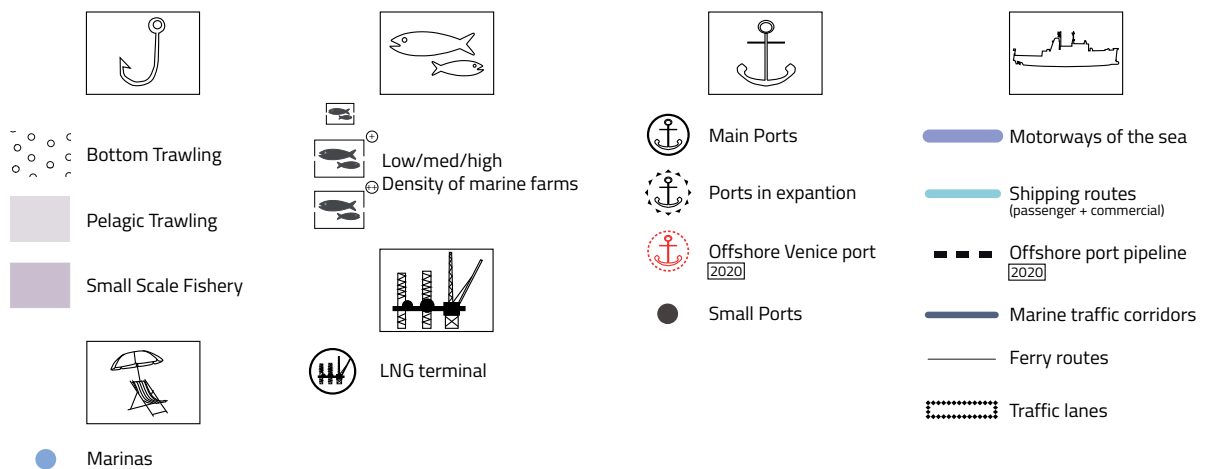 Bottom Trawling
Pelagic Trawling
Small Scale Fishery
Marinas
Low/med/high
Density of marine farms
LNG terminal
Main Ports
Ports in expantion
Offshore Venice port
2020
Small Ports
Motorways of the sea
Shipping routes
(passenger + commercial)
Offshore port pipeline
2020
Marine traffic corridors
Ferry routes
Traffic lanes